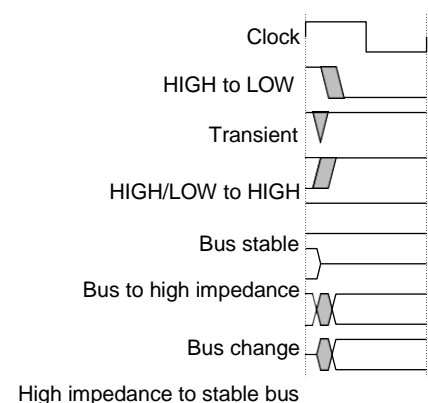 Clock
HIGH to LOW
Transient
HIGH/LOW to HIGH
Bus stable
Bus to high impedance
Bus change
High impedance to stable bus